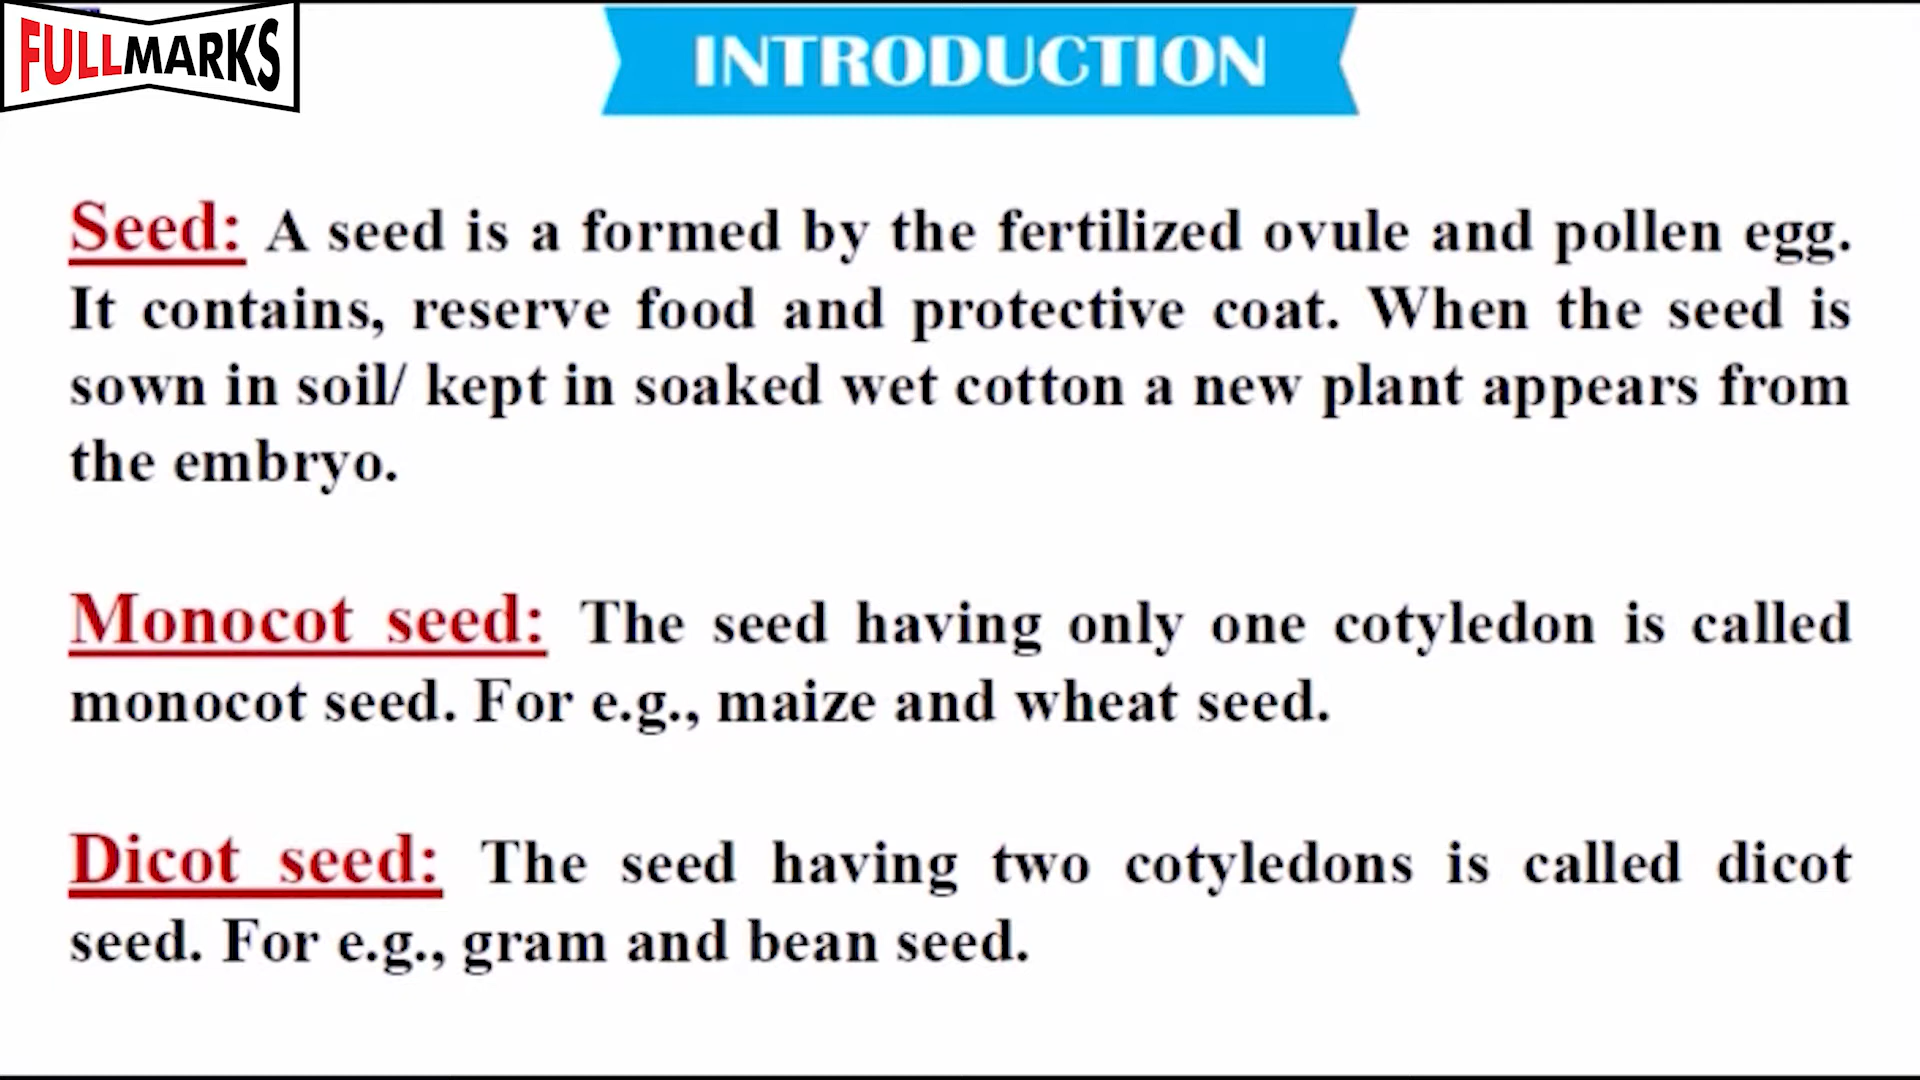 FULLMARKS
INTRODUCTION
Seed: A seed is a formed by the fertilized ovule and pollen egg.
It contains, reserve food and protective coat. When the seed is
sown in soil/ kept in soaked wet cotton a new plant appears from
the embryo.
Monocot seed: The seed having only one cotyledon is called
monocot seed. For e.g., maize and wheat seed.
Dicot seed: The seed having two cotyledons is called dicot
seed. For e.g., gram and bean seed.